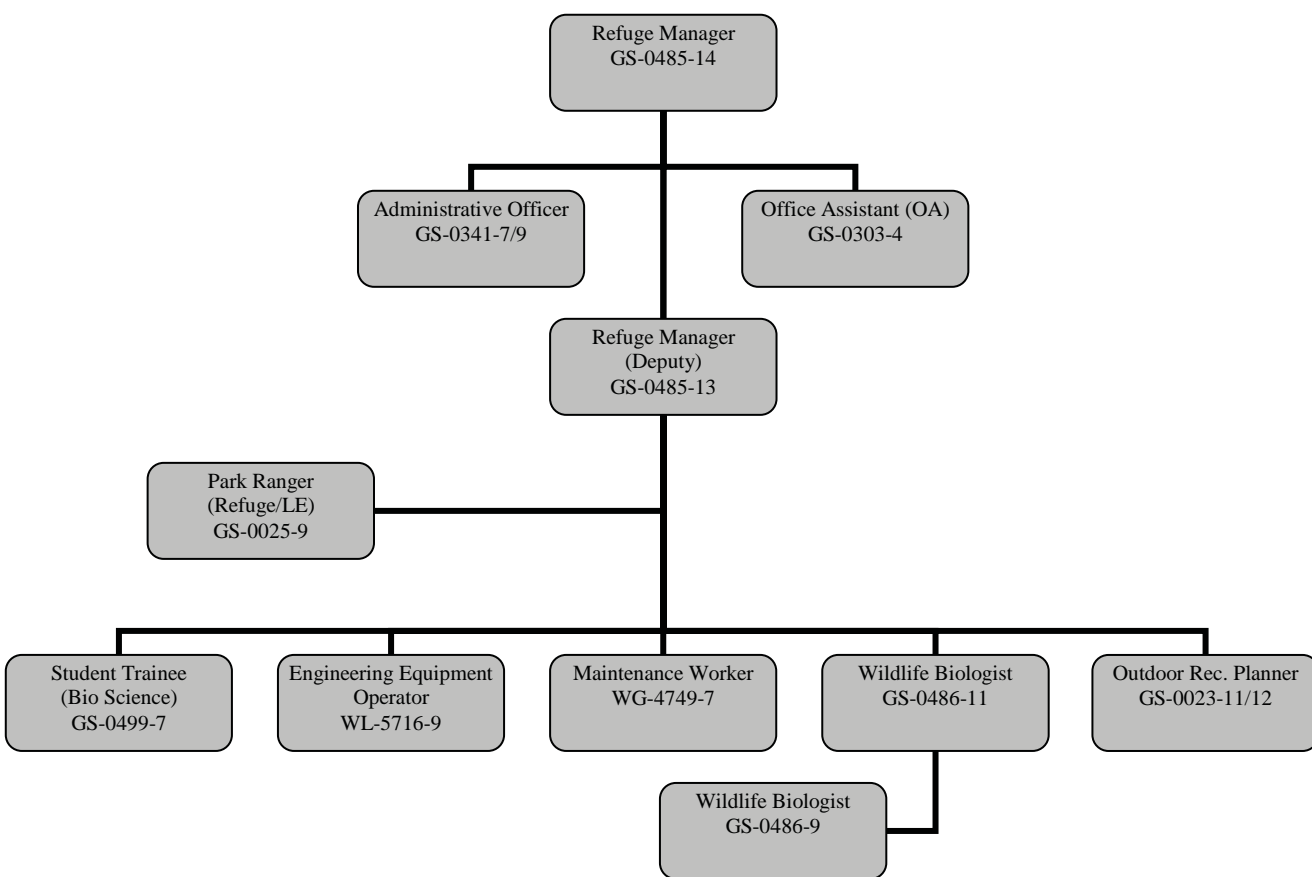 Refuge Manager
GS-0485-14
Administrative Officer
GS-0341-7/9
Office Assistant (OA)
GS-0303-4
Refuge Manager
(Deputy)
GS-0485-13
Park Ranger
(Refuge/LE)
GS-0025-9
Student Trainee
(Bio Science)
GS-0499-7
Engineering Equipment
Operator
WL-5716-9
Maintenance Worker
WG-4749-7
Wildlife Biologist
GS-0486-11
Outdoor Rec. Planner
GS-0023-11/12
Wildlife Biologist
GS-0486-9